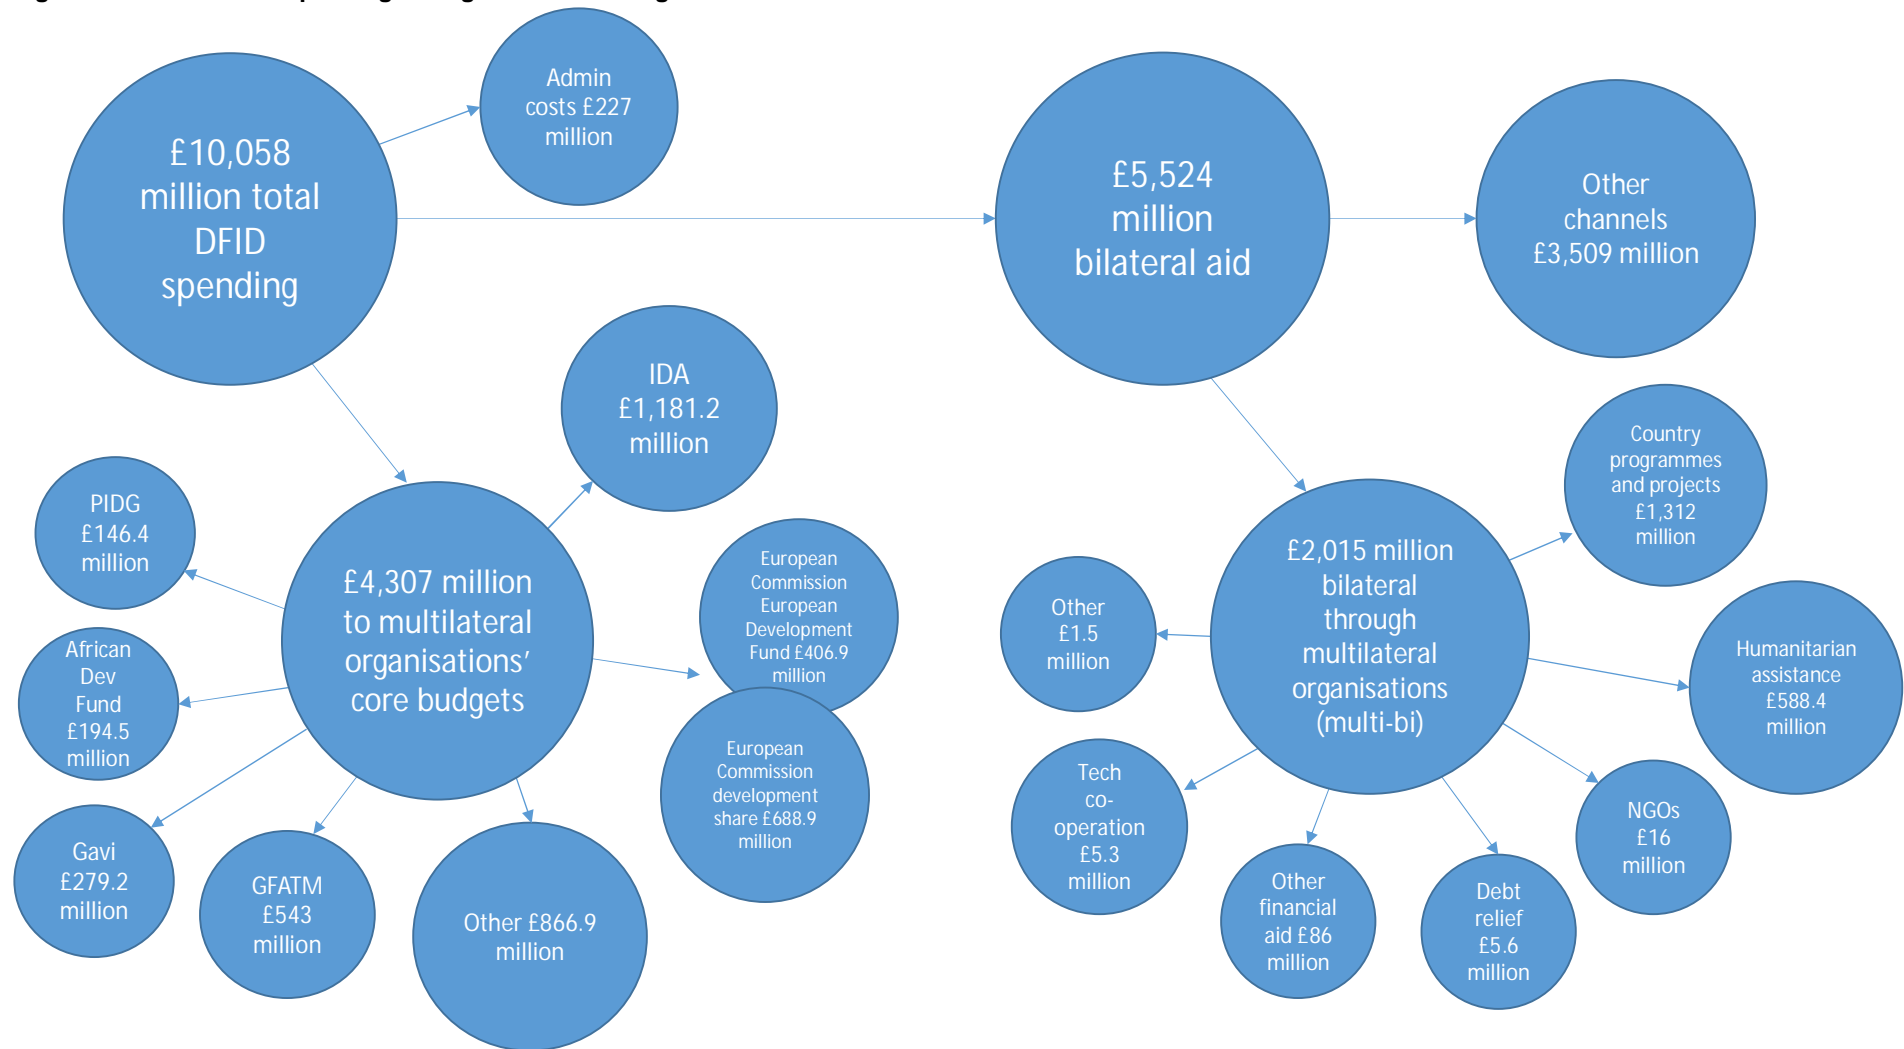 £10,058
million total
DFID
spending
Admin
costs £227
million
£5,524
million
bilateral aid
Other
channels
£3,509 million
IDA
£1,181.2
million
PIDG
£146.4
million
£4,307 million
to multilateral
organisations’
core budgets
European
Commission
European
Development
Fund £406.9
million
European
Commission
development
share £688.9
million
African
Dev
Fund
£194.5
million
Gavi
£279.2
million
GFATM
£543
million
Other £866.9
million
Country
programmes
and projects
£1,312
million
£2,015 million
bilateral
through
multilateral
organisations
(multi-bi)
Other
£1.5
million
Humanitarian
assistance
£588.4
million
Tech
co-
operation
£5.3
million
Other
financial
aid £86
million
Debt
relief
£5.6
million
NGOs
£16
million